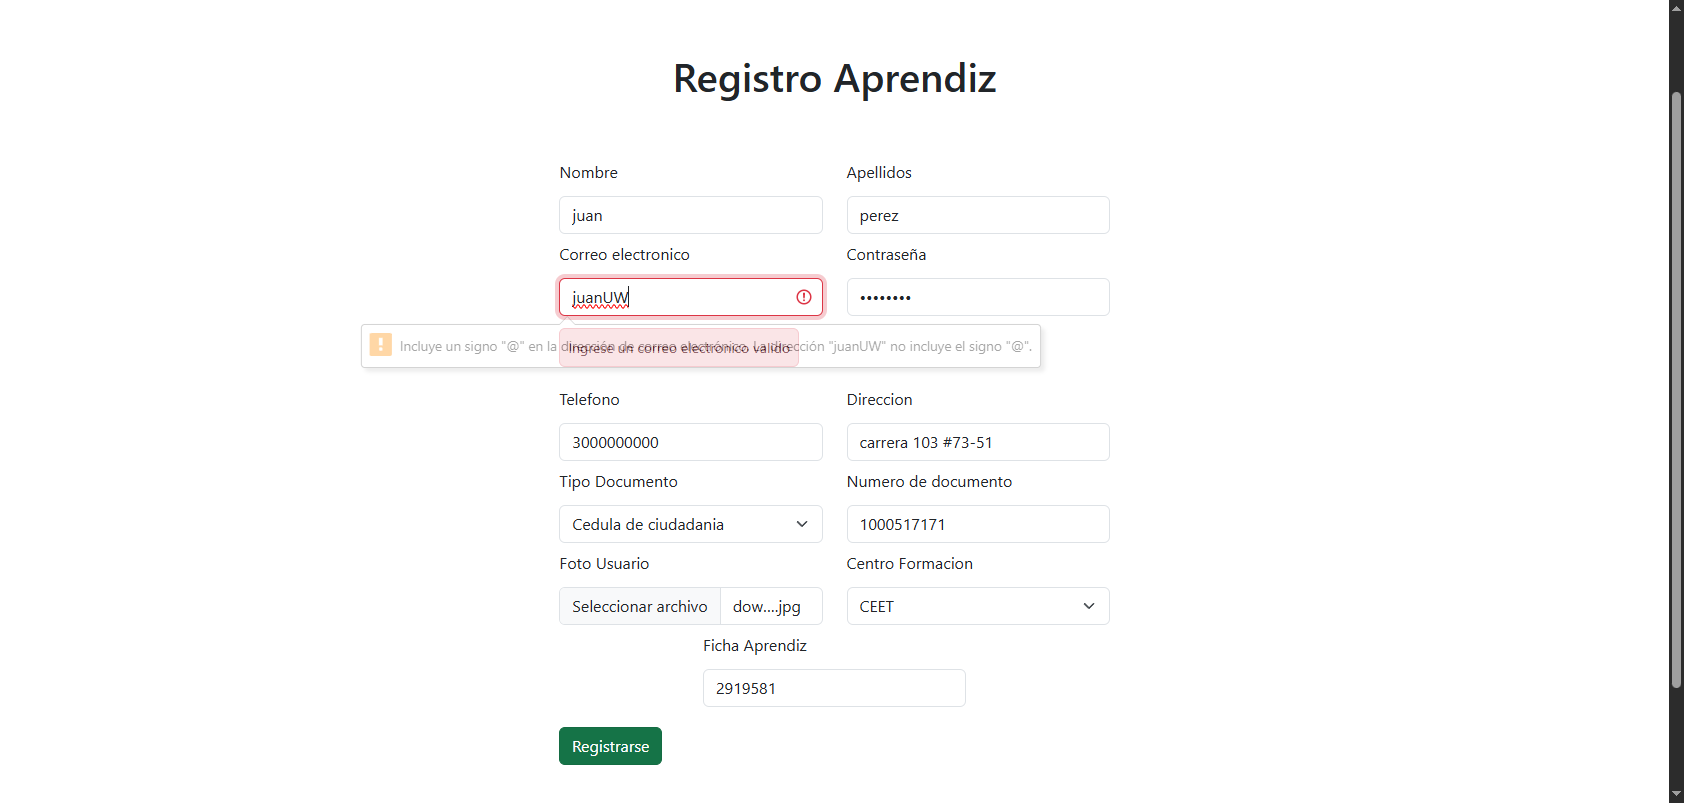 Registro Aprendiz
Nombre
Apellidos
juan
perez
Correo electronico
Contraseña
juanUW
••••••••
Incluye un signo "@" en la dirección de correo electrónico. La dirección "juanUW" no incluye el signo "@".
Ingrese un correo electrónico valido
Telefono
Direccion
3000000000
carrera 103 #73-51
Tipo Documento
Numero de documento
Cedula de ciudadania
1000517171
Foto Usuario
Centro Formacion
Seleccionar archivo dow....jpg
CEET
Ficha Aprendiz
2919581
Registrarse